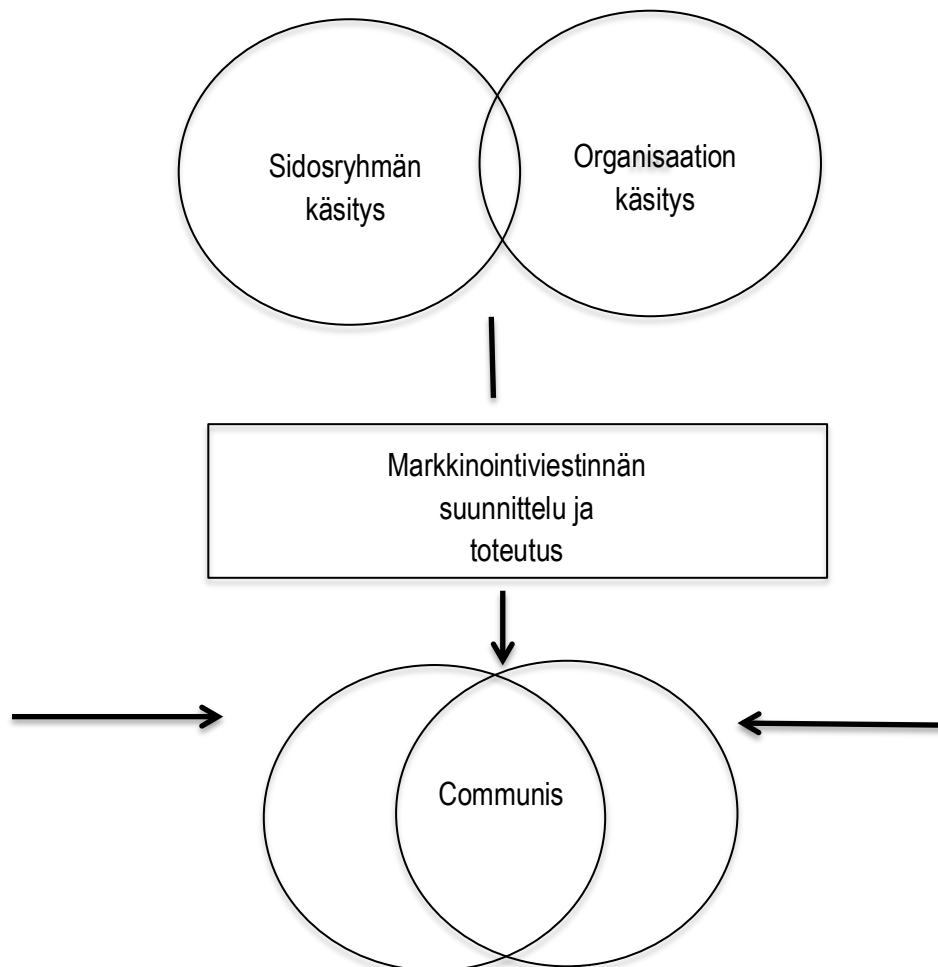 Sidosryhmän
käsitys
Organisaation
käsitys
Markkinointiviestinnän
suunnittelu ja
toteutus
Communis